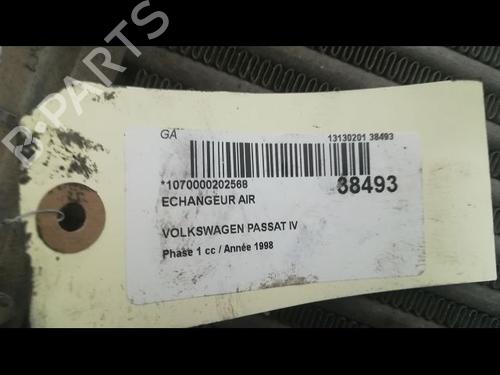 B-PARTS
GA
13130201 38493
*1070000202568
38493
ECHANGEUR AIR
VOLKSWAGEN PASSAT IV
Phase 1 cc / Année 1998